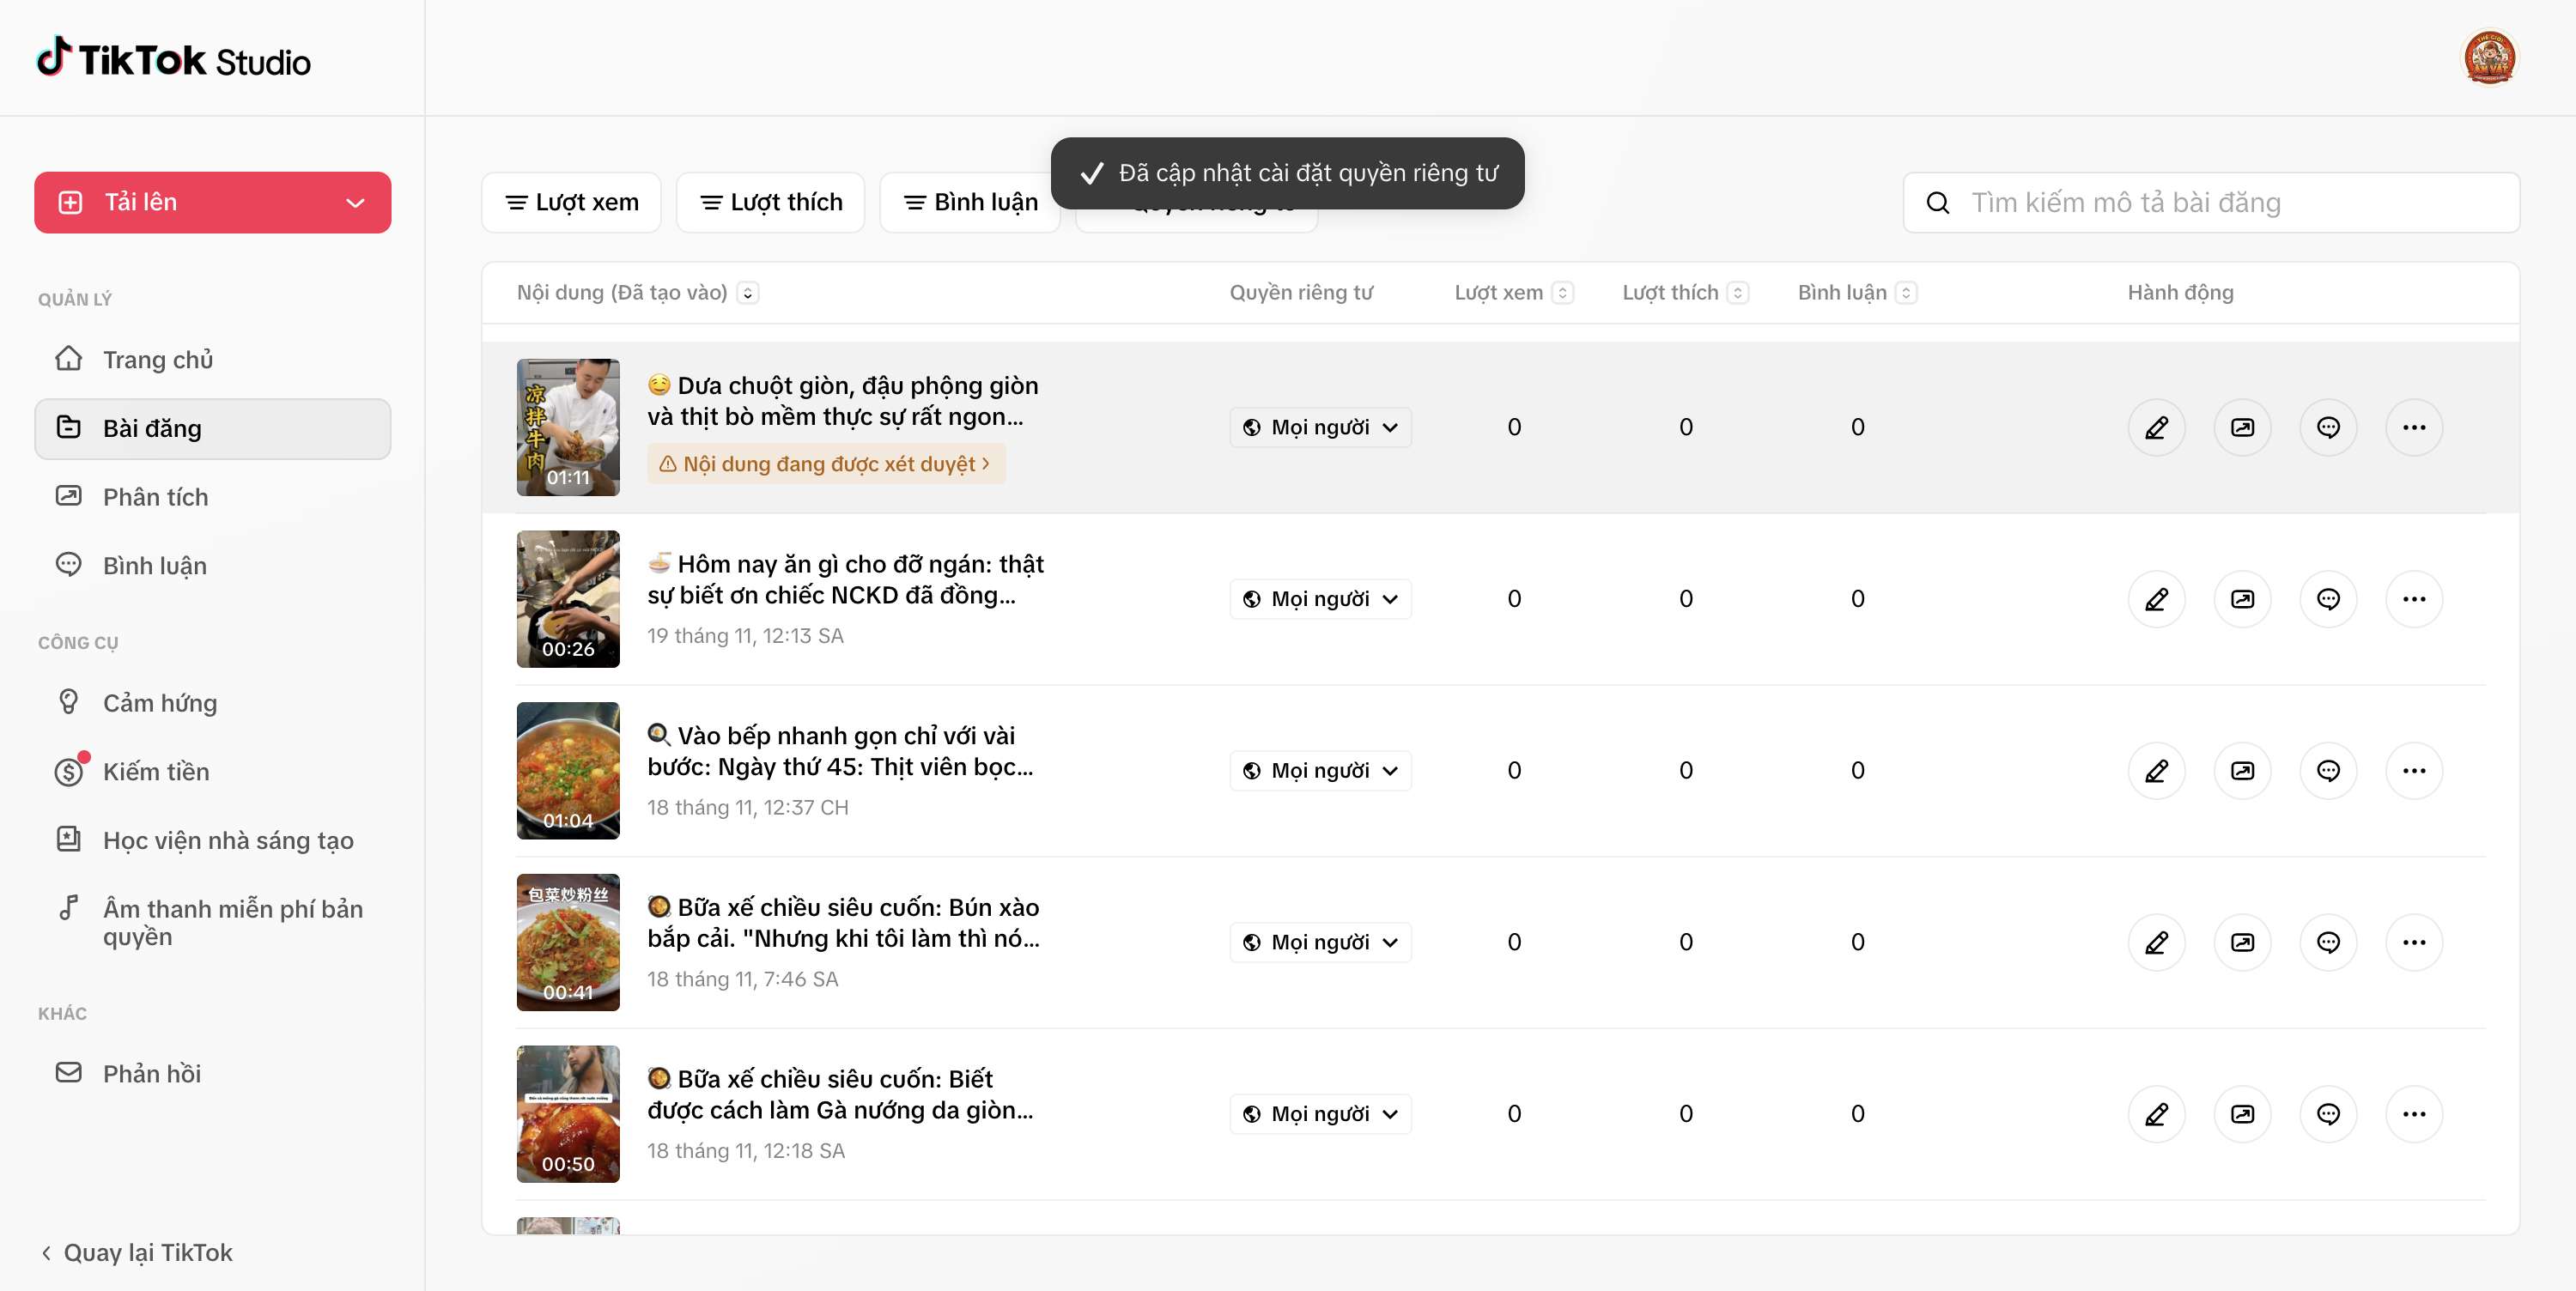 TikTok Studio
Tải lên
QUẢN LÝ
Trang chủ
Bài đăng
Phân tích
Bình luận
CÔNG CỤ
Cảm hứng
Kiếm tiền
Học viện nhà sáng tạo
Âm thanh miễn phí bản
quyền
KHÁC
Phản hồi
Quay lại TikTok
Đã cập nhật cài đặt quyền riêng tư
Lượt xem
Lượt thích
Bình luận
Tìm kiếm mô tả bài đăng
Nội dung (Đã tạo vào)
Quyền riêng tư
Lượt xem
Lượt thích
Bình luận
Hành động
凉拌牛肉
01:11
🤤 Dưa chuột giòn, đậu phộng giòn
và thịt bò mềm thực sự rất ngon...
Nội dung đang được xét duyệt
Mọi người
0
0
0
00:26
🍜 Hôm nay ăn gì cho đỡ ngán: thật
sự biết ơn chiếc NCKD đã đồng...
19 tháng 11, 12:13 SA
Mọi người
0
0
0
01:04
🍳 Vào bếp nhanh gọn chỉ với vài
bước: Ngày thứ 45: Thịt viên bọc...
18 tháng 11, 12:37 CH
Mọi người
0
0
0
包菜炒粉丝
00:41
🥘 Bữa xế chiều siêu cuốn: Bún xào
bắp cải. "Nhưng khi tôi làm thì nó...
18 tháng 11, 7:46 SA
Mọi người
0
0
0
00:50
🥘 Bữa xế chiều siêu cuốn: Biết
được cách làm Gà nướng da giòn...
18 tháng 11, 12:18 SA
Mọi người
0
0
0